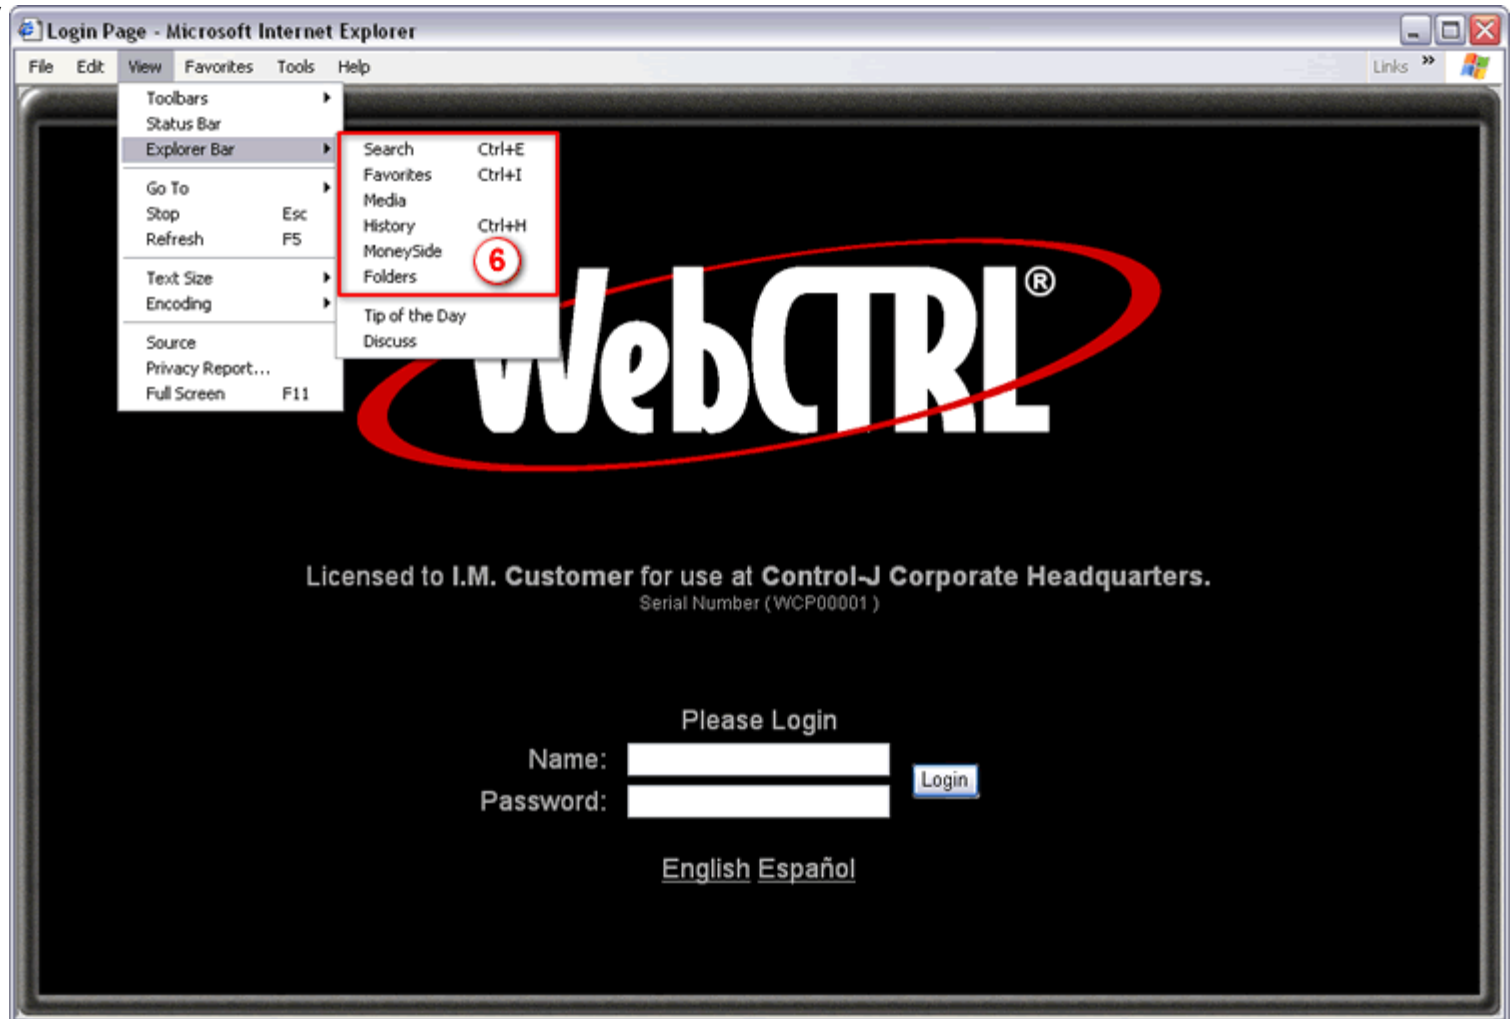 Login Page - Microsoft Internet Explorer
File Edit View Favorites Tools Help Links »
Toolbars
Status Bar
Explorer Bar
Go To
Stop Esc
Refresh F5
Text Size
Encoding
Source
Privacy Report...
Full Screen F11
Search Ctrl+E
Favorites Ctrl+I
Media
History Ctrl+H
MoneySide
Folders
6
Tip of the Day
Discuss
WebCTRL®
Licensed to I.M. Customer for use at Control-J Corporate Headquarters.
Serial Number (WCP00001)
Please Login
Name:
Password:
Login
English Español